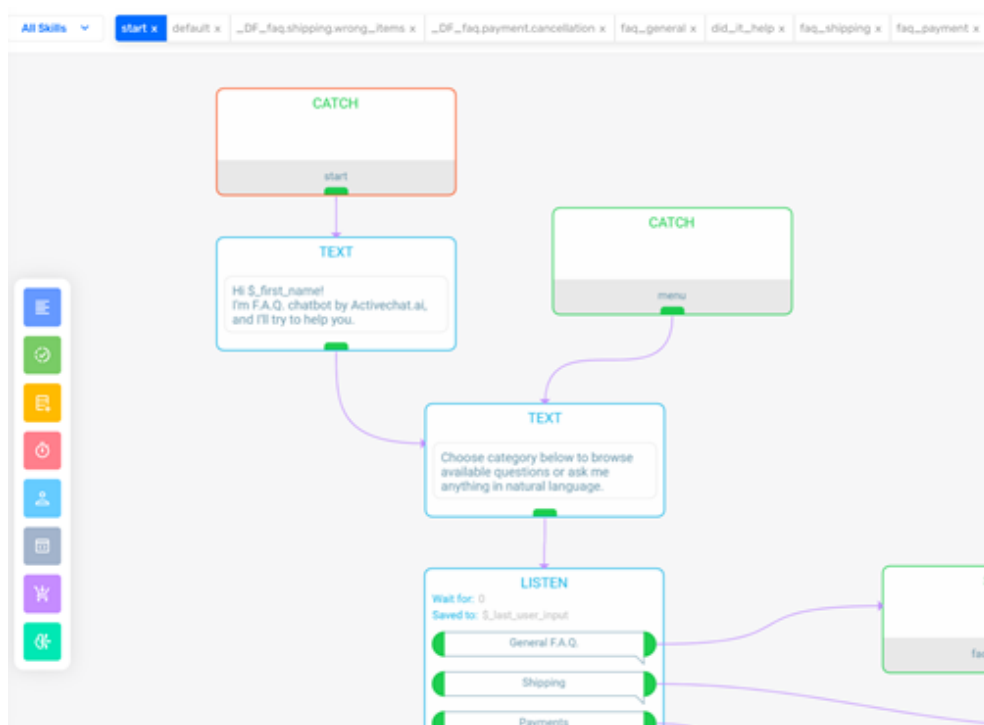 All Skills
start x
default x
_DF_faq.shipping.wrong_items x
_DF_faq.payment.cancellation x
faq_general x
did_it_help x
faq_shipping x
faq_payment x
CATCH
start
CATCH
menu
TEXT
Hi $_first_name!
I'm F.A.Q. chatbot by Activechat.ai,
and I'll try to help you.
TEXT
Choose category below to browse
available questions or ask me
anything in natural language.
LISTEN
Wait for: 0
Saved to: $_last_user_input
General F.A.Q.
Shipping
Payments